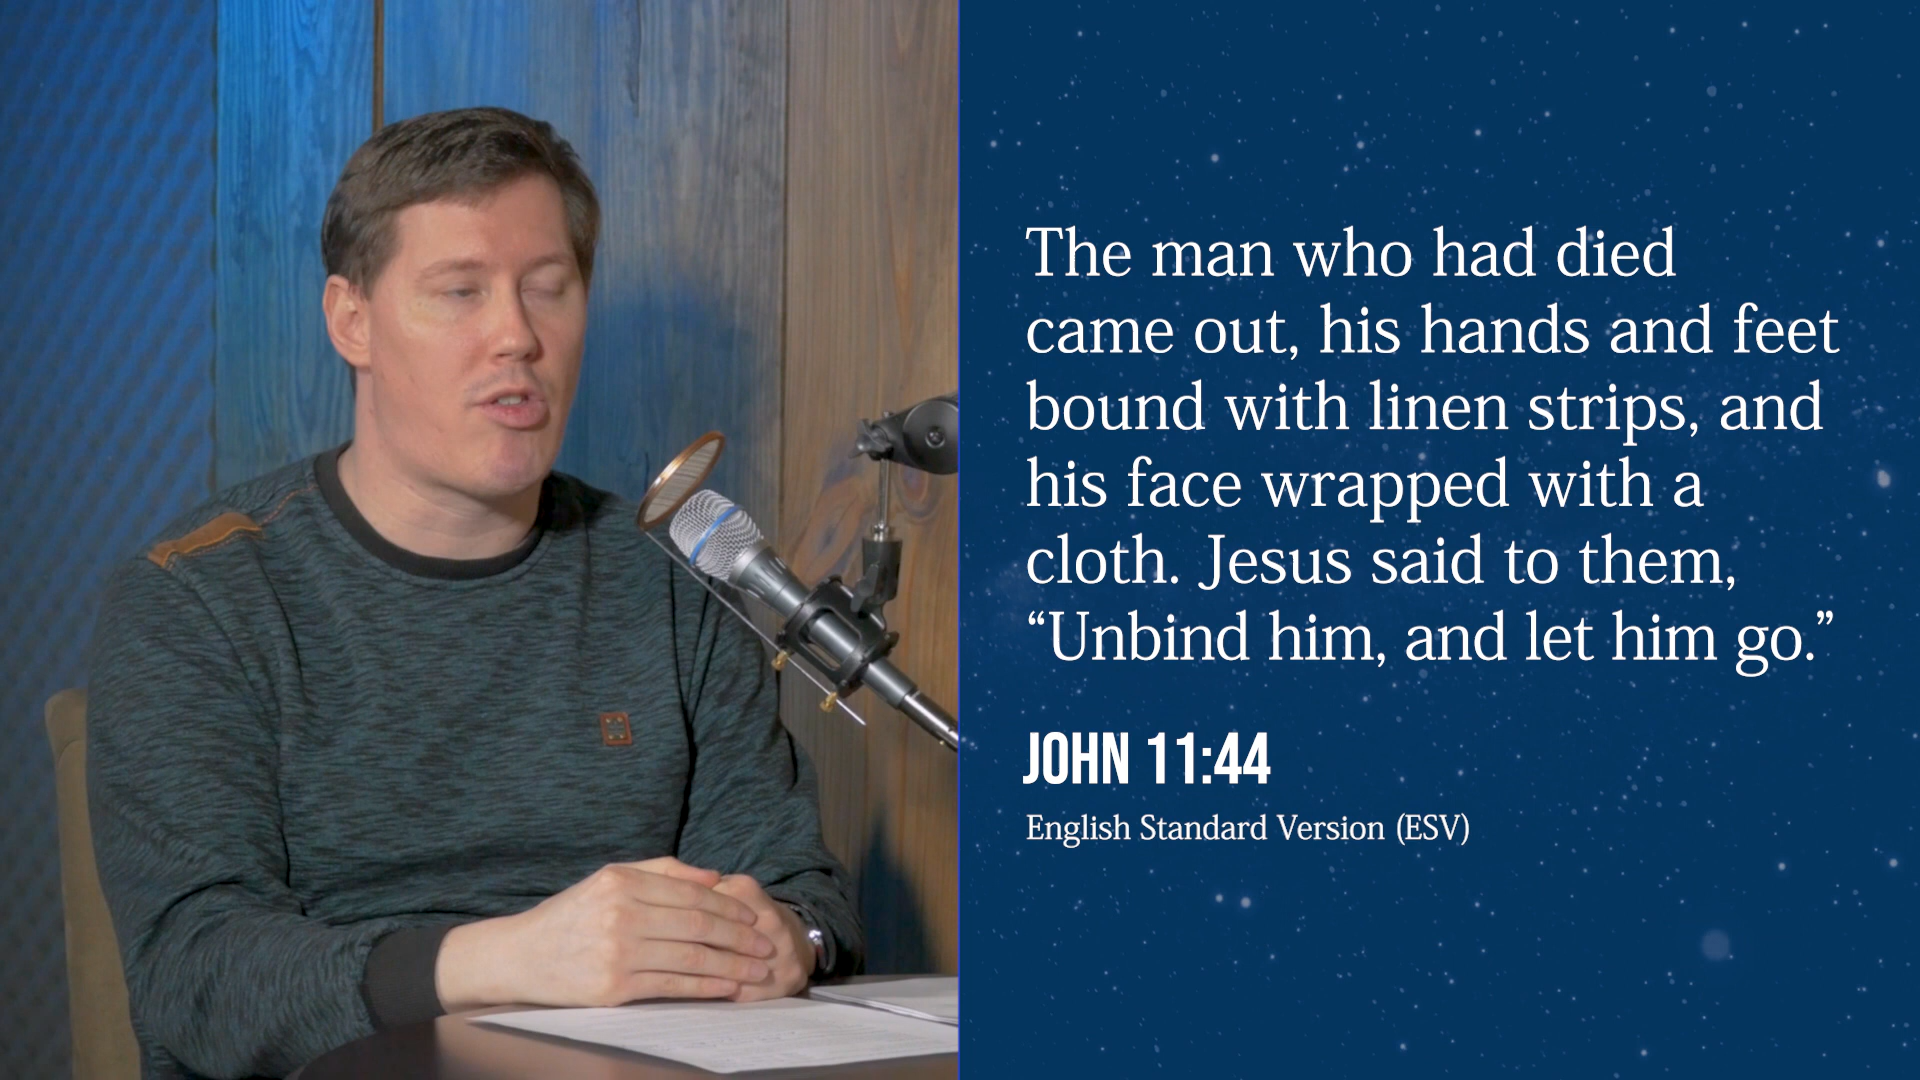 The man who had died
came out, his hands and feet
bound with linen strips, and
his face wrapped with a
cloth. Jesus said to them,
“Unbind him, and let him go.”
JOHN 11:44
English Standard Version (ESV)